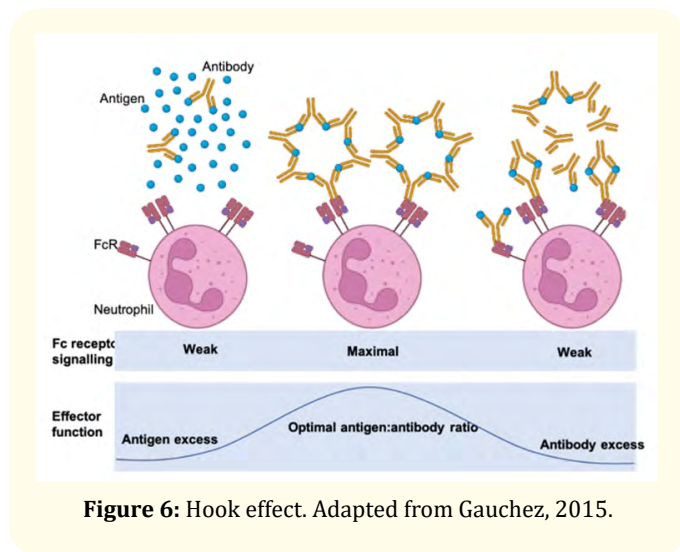 Antibody
Antigen
FcR
Neutrophil
Fc recepto
signalling
Weak
Maximal
Weak
Effector
function
Antigen excess
Optimal antigen:antibody ratio
Antibody excess
Figure 6: Hook effect. Adapted from Gauchez, 2015.